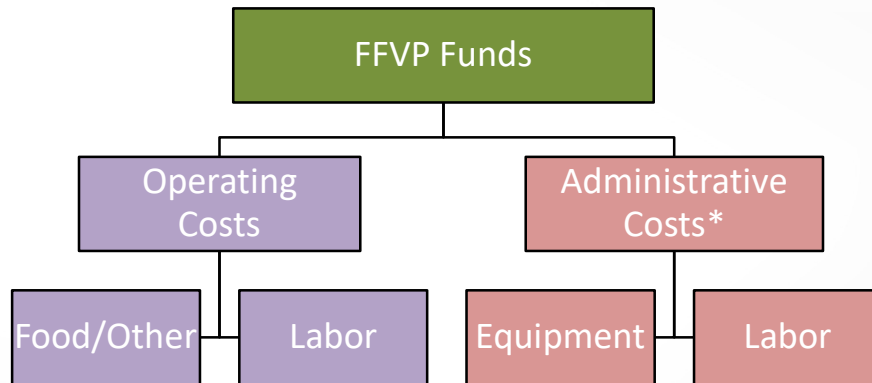 FFVP Funds
Operating
Costs
Administrative
Costs*
Food/Other
Labor
Equipment
Labor